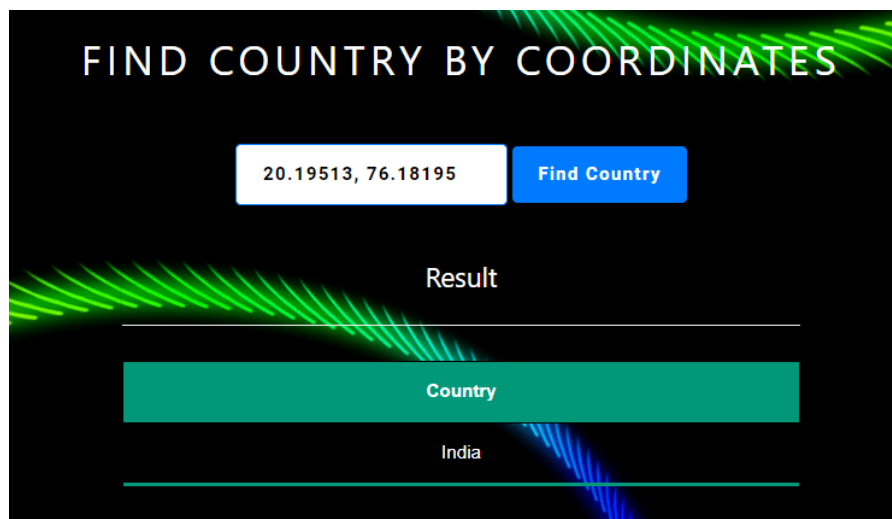 FIND COUNTRY BY COORDINATES
20.19513, 76.18195 Find Country
Result
Country
India